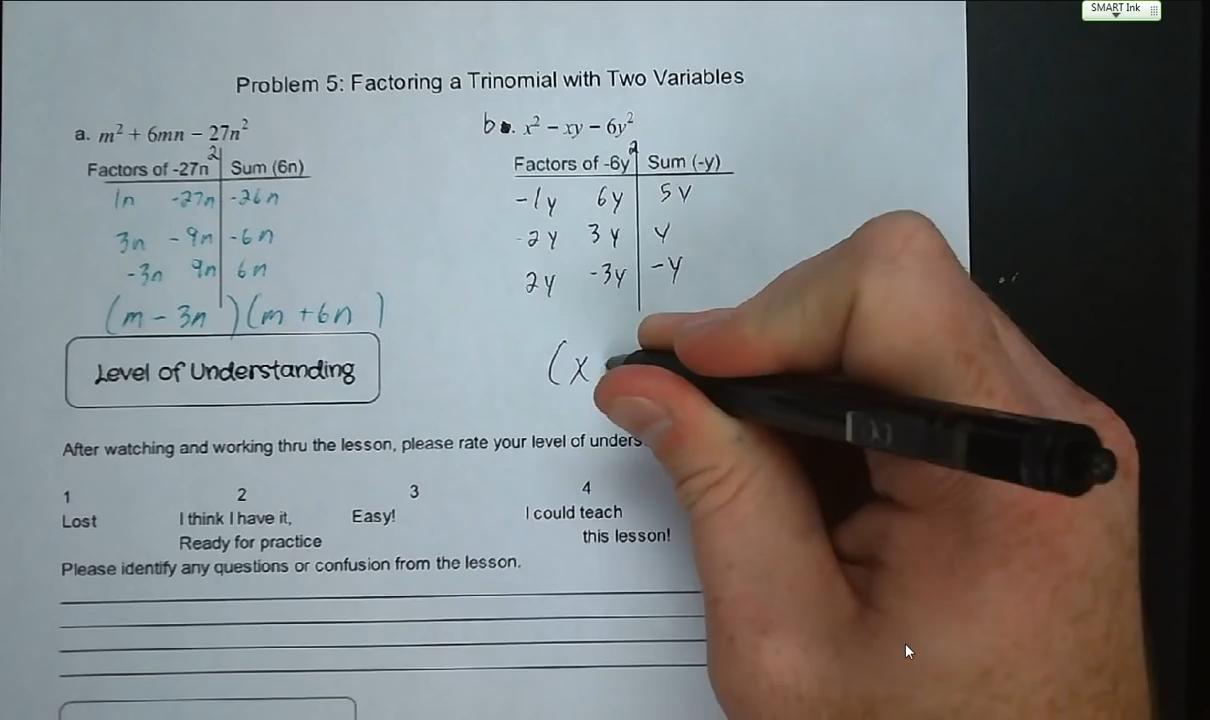 SMART Ink
Problem 5: Factoring a Trinomial with Two Variables
a. m² + 6mn − 27n²
Factors of -27n² Sum (6n)
1n -27n -26n
3n -9n -6n
-3n 9n 6n
(m - 3n)(m + 6n)
b. x² − xy − 6y²
Factors of -6y² Sum (-y)
-1y 6y 5y
-2y 3y y
2y -3y -y
(x
Level of Understanding
After watching and working thru the lesson, please rate your level of unders
1 2 3 4
Lost I think I have it, Easy! I could teach
Ready for practice this lesson!
Please identify any questions or confusion from the lesson.